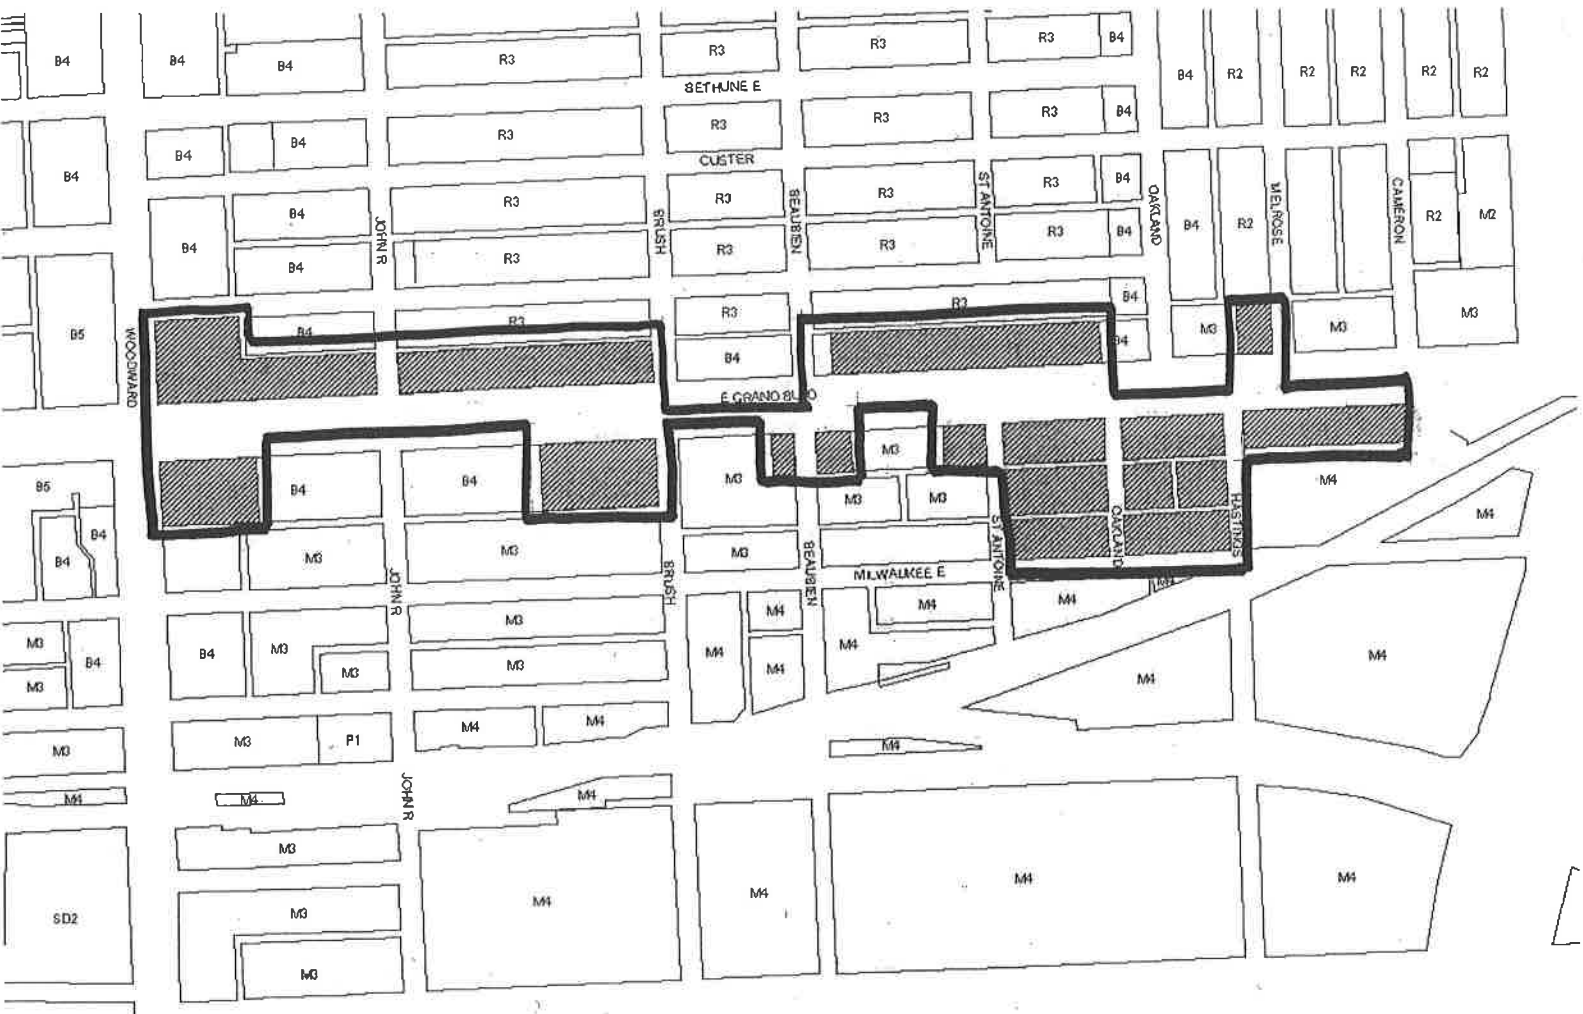 B4
B4
B4
R3
R3
R3
R3
B4
B4
R2
R2
R2
R2
R2
BETHUNE E
B4
B4
B4
R3
R3
R3
R3
B4
CUSTER
B4
B4
R3
R3
R3
R3
B4
B4
R2
R2
M2
WOODWARD
JOHN R
BRUSH
BEAUBIEN
ST ANTOINE
OAKLAND
MELROSE
CAMERON
B4
R3
R3
R3
R3
B4
B5
B4
R3
R3
R3
B4
B4
M3
M3
M3
B4
B4
E GRAND BLVD
B5
B4
B4
M3
M3
M3
M3
M4
M4
B4
B4
M3
M3
M3
BEAUBIEN
ST ANTOINE
OAKLAND
HASTINGS
MILWAUKEE E
JOHN R
BRUSH
M4
M4
M4
M4
M3
M3
B4
B4
M3
M3
M3
M3
M4
M4
M4
M4
M4
M3
M3
P1
M4
M4
M4
M4
M4
M4
JOHN R
M3
M3
M3
SD2
M4
M4
M4
M4